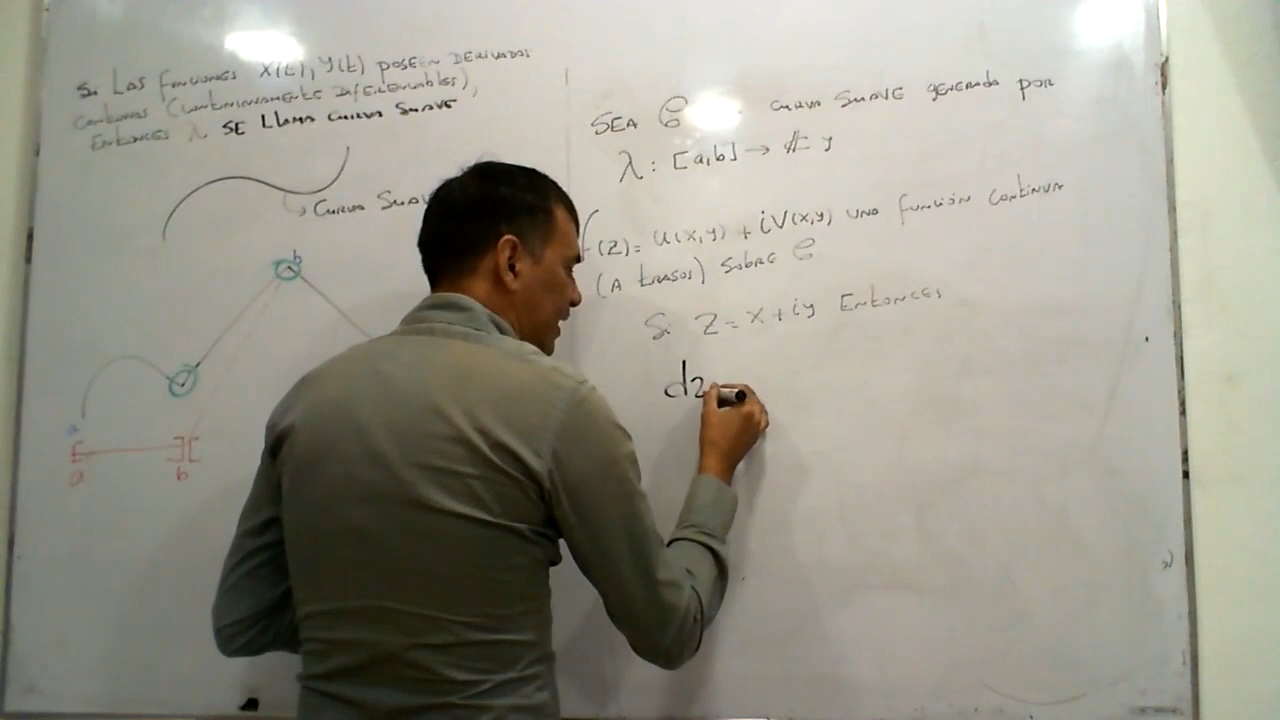 Si Las funciones X(t), Y(t) POSEEN DERIVADAS
continuas (continuamente Diferenciables),
Entonces λ SE LLAMA CURVA SUAVE
CURVA SUAV
b
a
a
b
SEA C CURVA SUAVE generada por
λ: [a,b] → ℂ y
f(z)= u(x,y) + iV(x,y) una función continua
(A trasos) Sobre C
Si Z = x + iy Entonces
dz